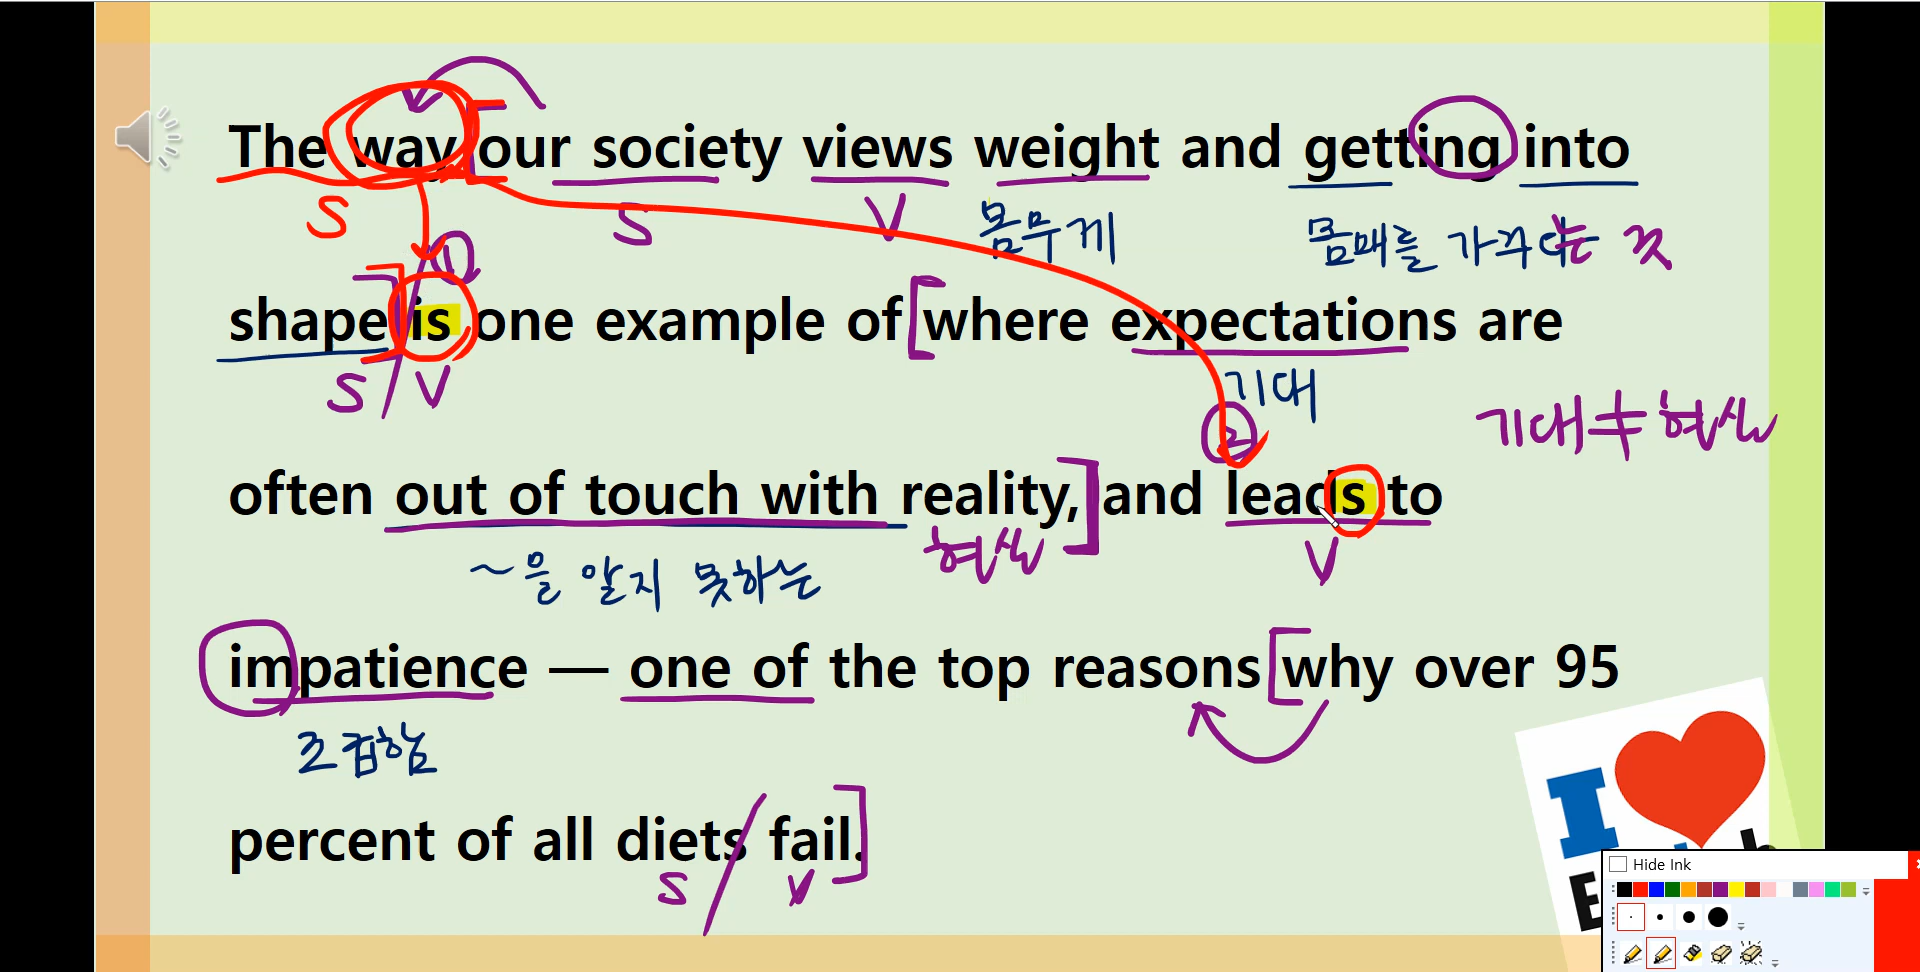 The way our society views weight and getting into
S S V 몸무게 몸매를 가꾸다는 것
① 
shape is one example of where expectations are
S / V 기대
② 기대 ≠ 현실
often out of touch with reality, and leads to
~을 알지 못하는 현실 V
impatience — one of the top reasons why over 95
조급함
percent of all diets fail.
S / V
I
E
Hide Ink